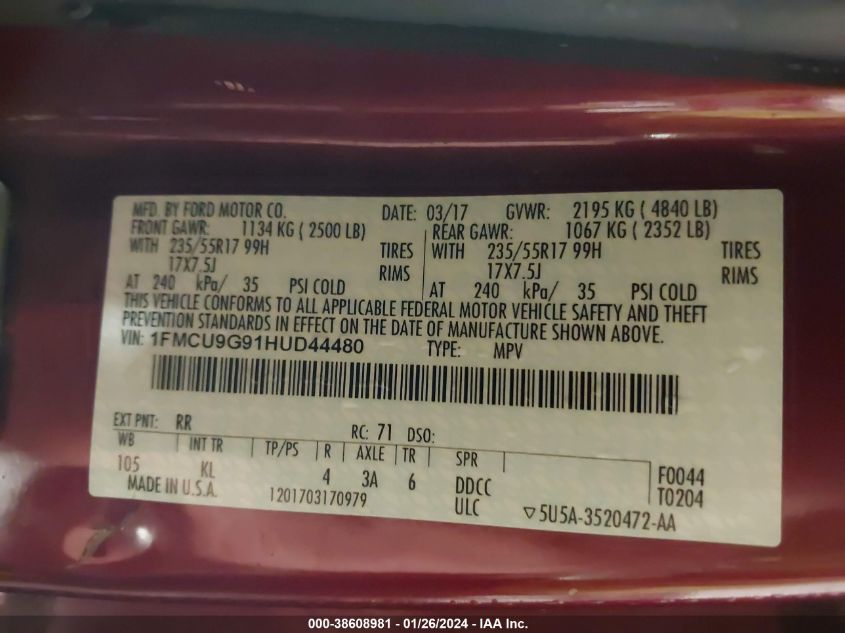 MFD. BY FORD MOTOR CO. DATE: 03/17 GVWR: 2195 KG ( 4840 LB)
FRONT GAWR: 1134 KG ( 2500 LB) REAR GAWR: 1067 KG ( 2352 LB)
WITH 235/55R17 99H TIRES WITH 235/55R17 99H TIRES
17X7.5J RIMS 17X7.5J RIMS
AT 240 kPa/ 35 PSI COLD AT 240 kPa/ 35 PSI COLD
THIS VEHICLE CONFORMS TO ALL APPLICABLE FEDERAL MOTOR VEHICLE SAFETY AND THEFT
PREVENTION STANDARDS IN EFFECT ON THE DATE OF MANUFACTURE SHOWN ABOVE.
VIN: 1FMCU9G91HUD44480 TYPE: MPV
EXT PNT: RR RC: 71 DSO:
WB INT TR TP/PS R AXLE TR SPR
105 KL 4 3A 6 DDCC F0044
MADE IN U.S.A. 1201703170979 ULC T0204
▽5U5A-3520472-AA
000-38608981 - 01/26/2024 - IAA Inc.